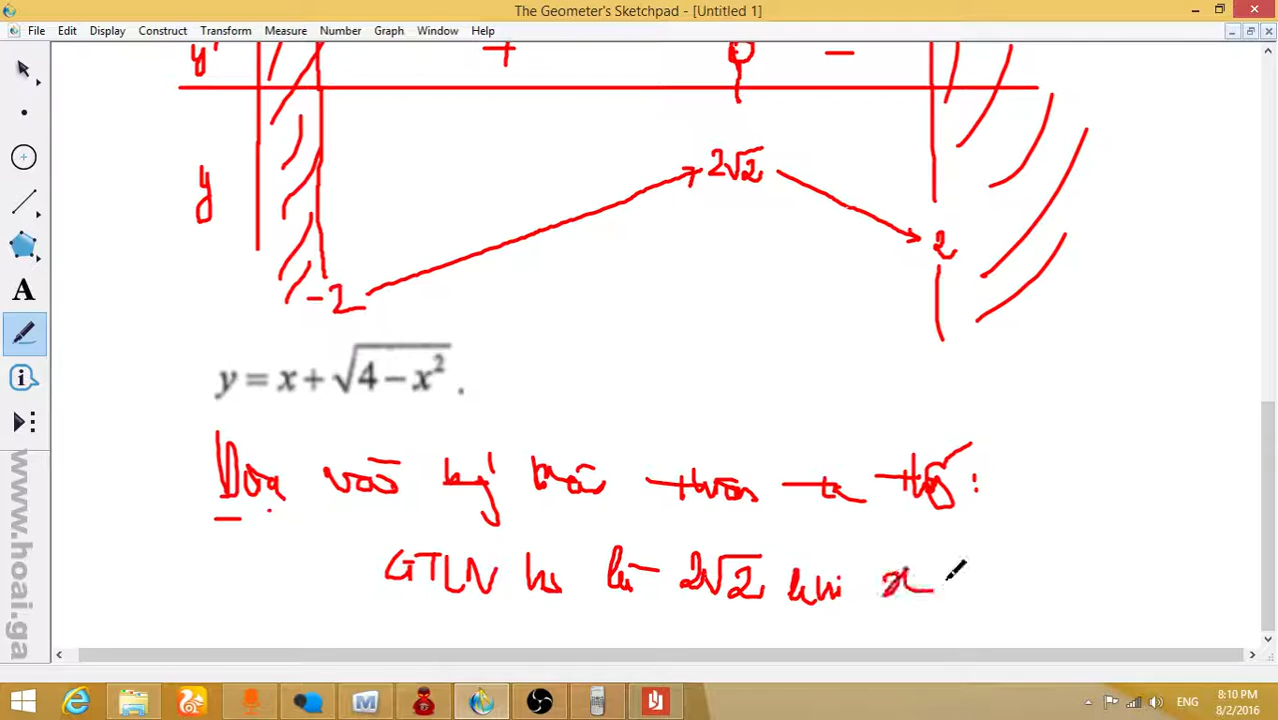 The Geometer's Sketchpad - [Untitled 1]
File Edit Display Construct Transform Measure Number Graph Window Help
y' + 0 −
y
2√2
2
-2
y = x + √(4 − x²) .
Dựa vào thiên ta thấy:
GTLN hs là 2√2 khi x
A
www.hoai.ga
ENG
8:10 PM
8/2/2016